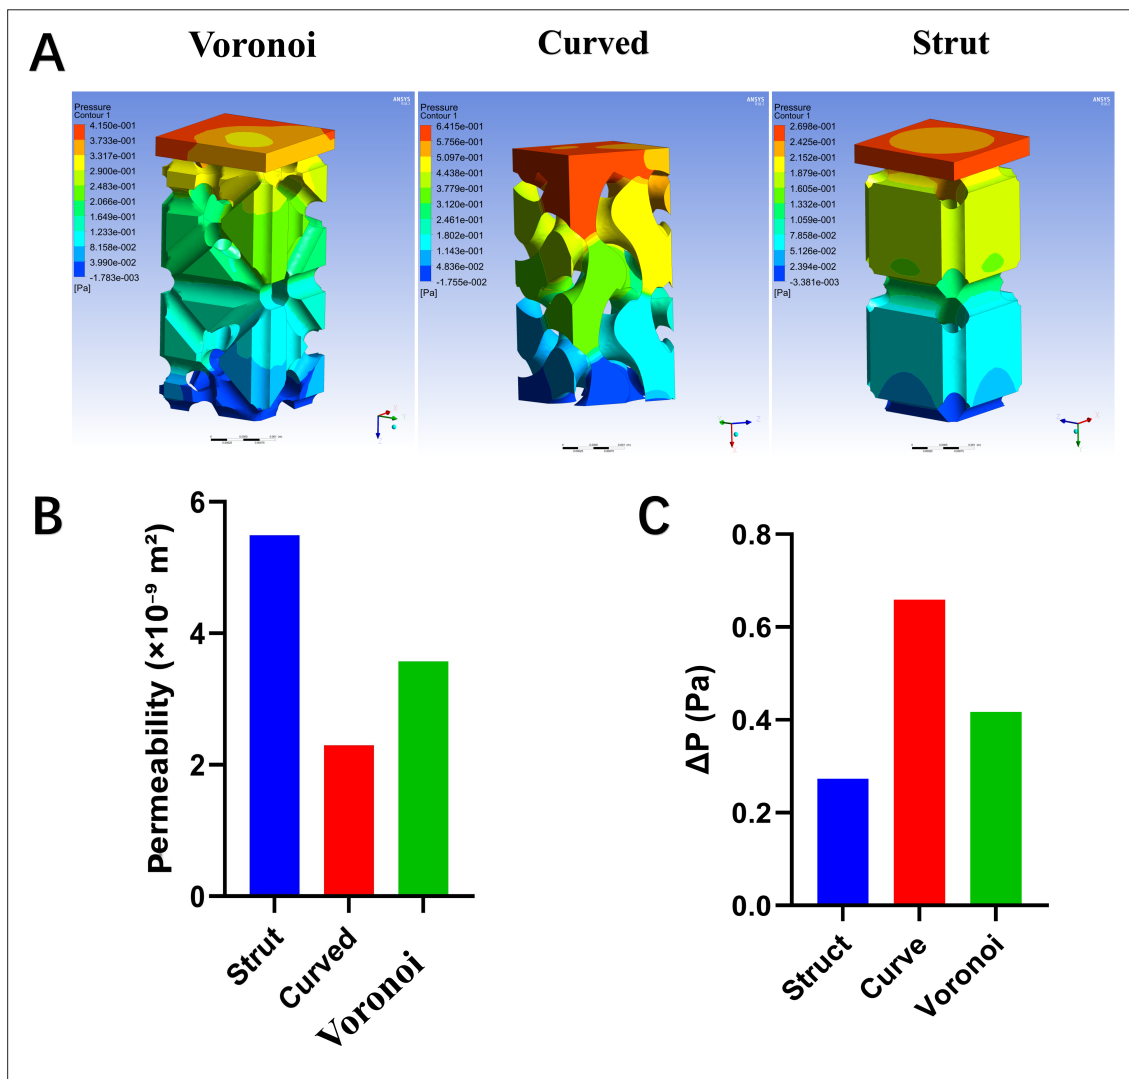 A
Voronoi
Curved
Strut
Pressure
Contour 1
4.150e-001
3.733e-001
3.317e-001
2.900e-001
2.483e-001
2.066e-001
1.649e-001
1.233e-001
8.158e-002
3.990e-002
-1.783e-003
[Pa]
ANSYS
Pressure
Contour 1
6.415e-001
5.756e-001
5.097e-001
4.438e-001
3.779e-001
3.120e-001
2.461e-001
1.802e-001
1.143e-001
4.836e-002
-1.755e-002
[Pa]
ANSYS
Pressure
Contour 1
2.698e-001
2.425e-001
2.152e-001
1.879e-001
1.605e-001
1.332e-001
1.059e-001
7.858e-002
5.126e-002
2.394e-002
-3.381e-003
[Pa]
ANSYS
B
Permeability (×10⁻⁹ m²)
6
4
2
0
Strut
Curved
Voronoi
C
ΔP (Pa)
0.8
0.6
0.4
0.2
0.0
Struct
Curve
Voronoi